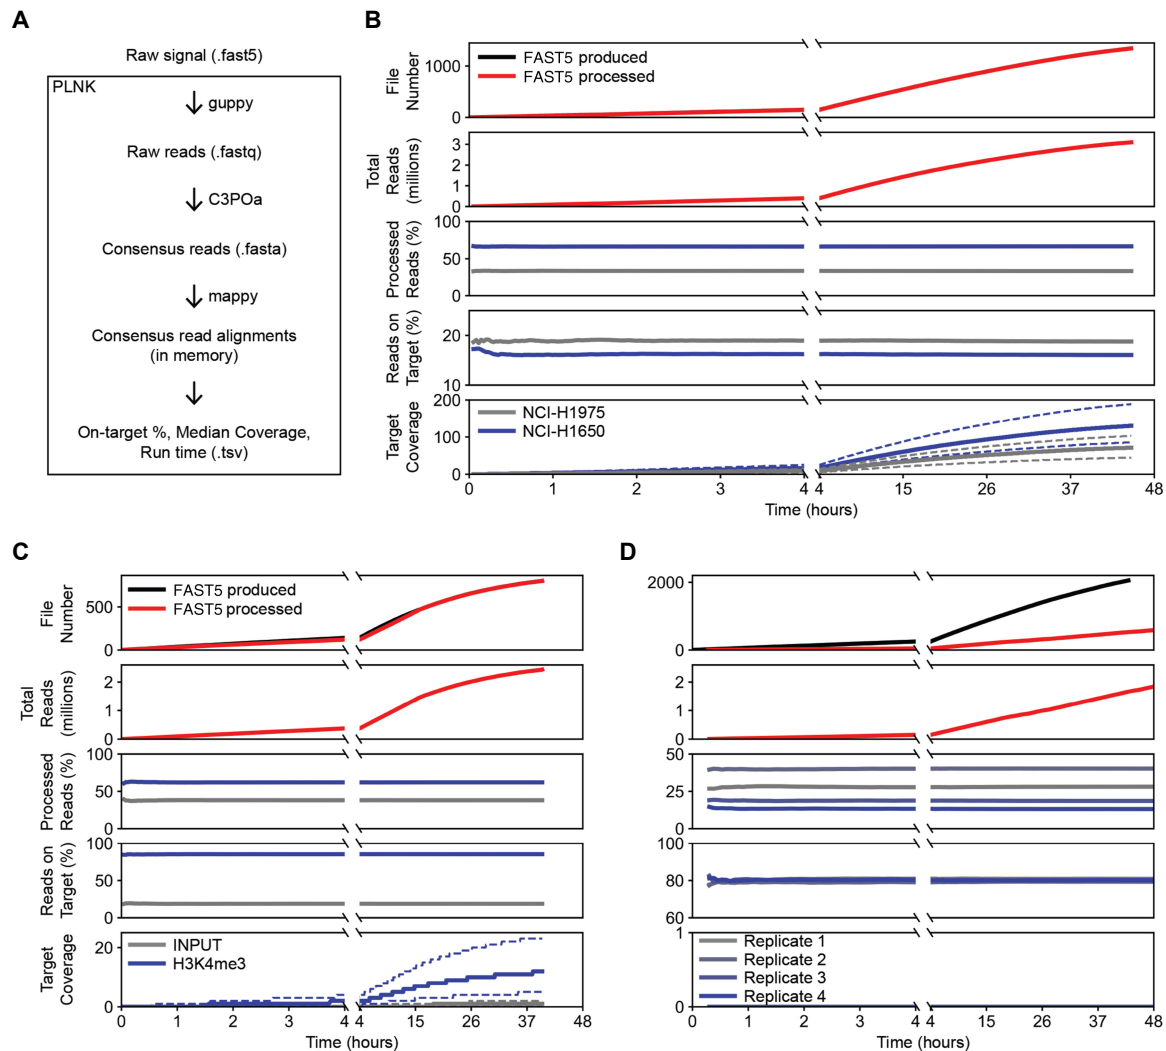 A
Raw signal (.fast5)
PLNK
guppy
Raw reads (.fastq)
C3POa
Consensus reads (.fasta)
mappy
Consensus read alignments
(in memory)
On-target %, Median Coverage,
Run time (.tsv)
B
File
Number
1000
0
FAST5 produced
FAST5 processed
Total
Reads
(millions)
3
2
1
0
Processed
Reads (%)
100
50
0
Reads on
Target (%)
20
10
Target
Coverage
200
100
0
NCI-H1975
NCI-H1650
0 1 2 3 4 4 15 26 37 48
Time (hours)
C
File
Number
500
0
FAST5 produced
FAST5 processed
Total
Reads
(millions)
2
1
0
Processed
Reads (%)
100
50
0
Reads on
Target (%)
100
50
0
Target
Coverage
20
0
INPUT
H3K4me3
0 1 2 3 4 4 15 26 37 48
Time (hours)
D
2000
0
2
1
0
50
25
0
100
80
60
1
0
Replicate 1
Replicate 2
Replicate 3
Replicate 4
0 1 2 3 4 4 15 26 37 48
Time (hours)